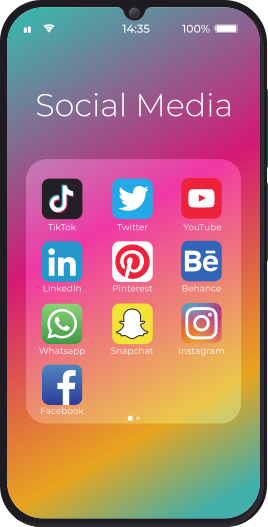 14:35 100%
Social Media
TikTok Twitter YouTube
in Bē
LinkedIn Pinterest Behance
Whatsapp Snapchat Instagram
Facebook